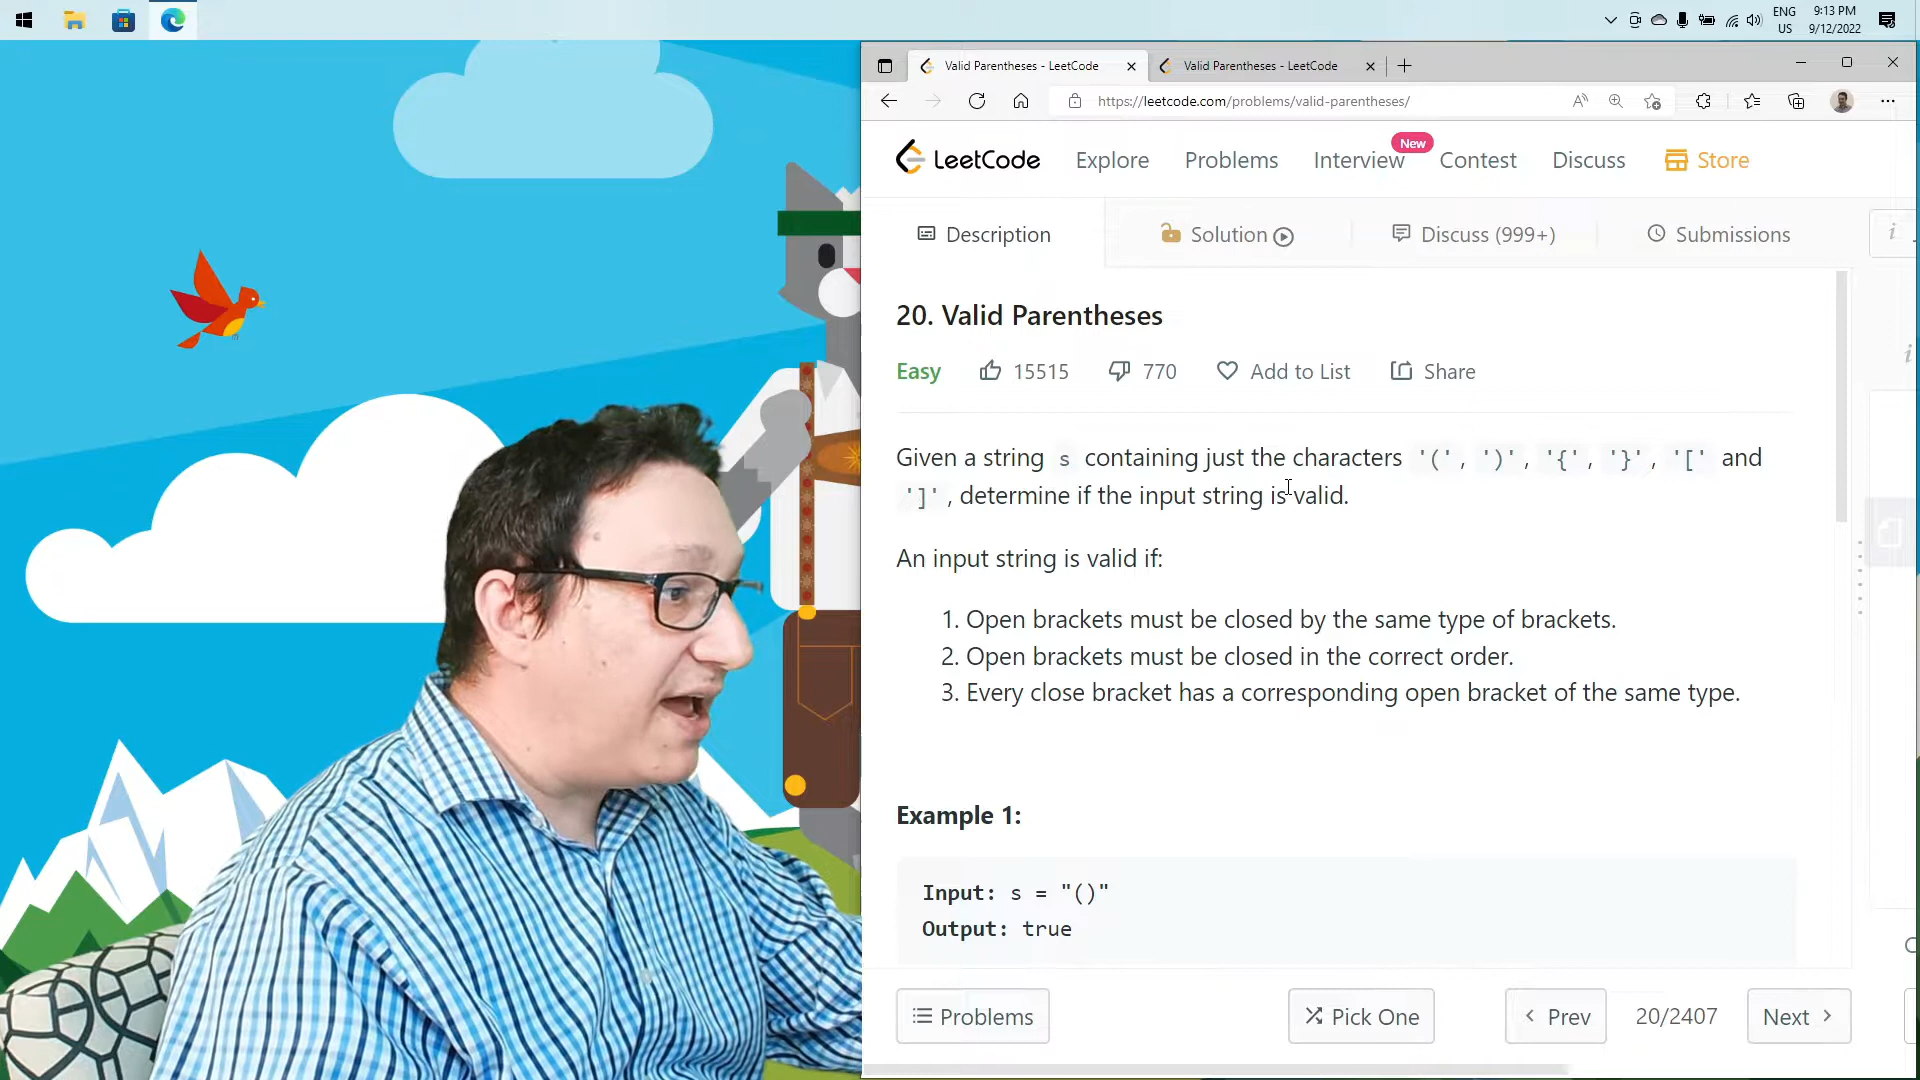 ENG
US
9:13 PM
9/12/2022
Valid Parentheses - LeetCode
Valid Parentheses - LeetCode
https://leetcode.com/problems/valid-parentheses/
LeetCode
Explore
Problems
Interview
New
Contest
Discuss
Store
Description
Solution
Discuss (999+)
Submissions
20. Valid Parentheses
Easy
15515
770
Add to List
Share
Given a string s containing just the characters '(', ')', '{', '}', '[' and
']', determine if the input string is valid.
An input string is valid if:
1. Open brackets must be closed by the same type of brackets.
2. Open brackets must be closed in the correct order.
3. Every close bracket has a corresponding open bracket of the same type.
Example 1:
Input: s = "()"
Output: true
Problems
Pick One
Prev
20/2407
Next